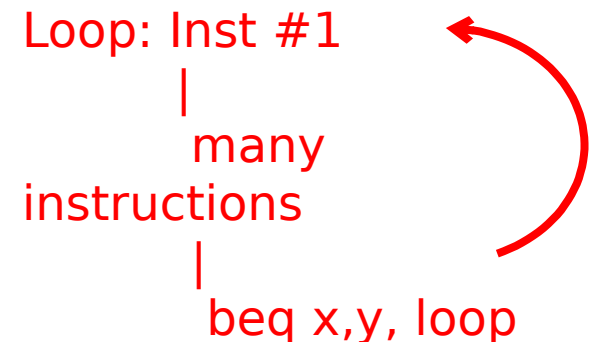 Loop: Inst #1
|
many
instructions
|
beq x,y, loop